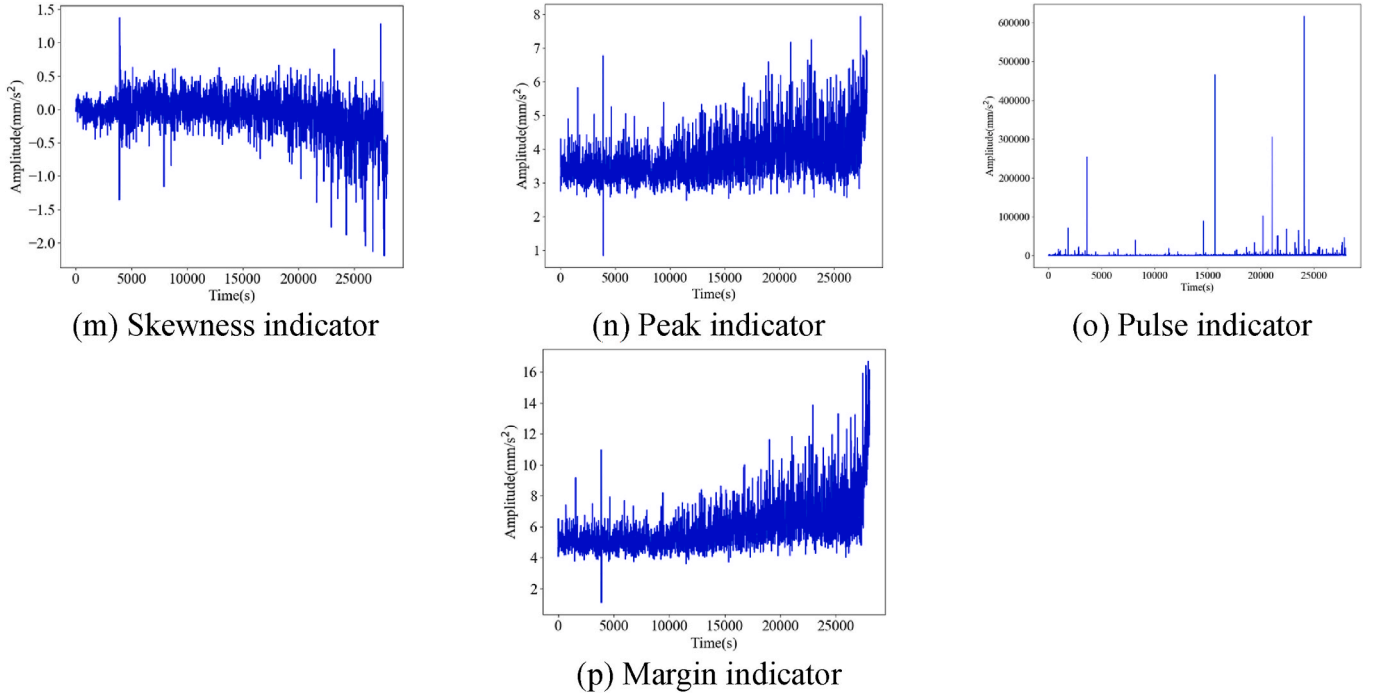 1.5
1.0
0.5
0.0
−0.5
−1.0
−1.5
−2.0
Amplitude(mm/s²)
0 5000 10000 15000 20000 25000
Time(s)
(m) Skewness indicator
8
7
6
5
4
3
2
1
Amplitude(mm/s²)
0 5000 10000 15000 20000 25000
Time(s)
(n) Peak indicator
600000
500000
400000
300000
200000
100000
0
Amplitude(mm/s²)
0 5000 10000 15000 20000 25000
Time(s)
(o) Pulse indicator
16
14
12
10
8
6
4
2
Amplitude(mm/s²)
0 5000 10000 15000 20000 25000
Time(s)
(p) Margin indicator